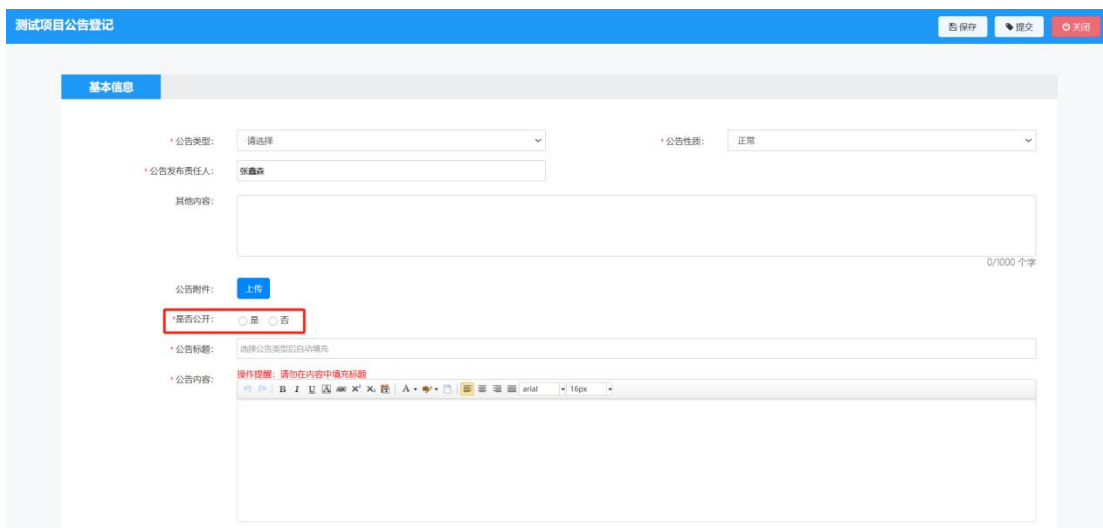 测试项目公告登记 保存 提交 关闭
基本信息
*公告类型: 请选择 *公告性质: 正常
*公告发布责任人: 张鑫森
其他内容:
0/1000 个字
公告附件: 上传
*是否公开: 是 否
*公告标题: 选择公告类型后自动填充
*公告内容: 操作提醒：请勿在内容中填充标题
B I U A ABC X² X₂ A arial 16px